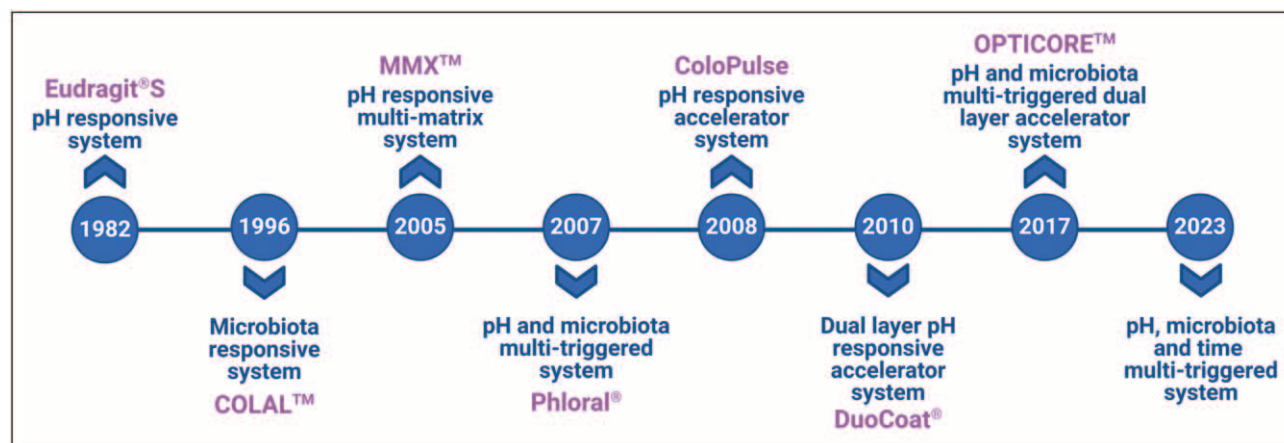 Eudragit®S
pH responsive
system
MMX™
pH responsive
multi-matrix
system
ColoPulse
pH responsive
accelerator
system
OPTICORE™
pH and microbiota
multi-triggered dual
layer accelerator
system
1982
1996
2005
2007
2008
2010
2017
2023
Microbiota
responsive
system
COLAL™
pH and microbiota
multi-triggered
system
Phloral®
Dual layer pH
responsive
accelerator
system
DuoCoat®
pH, microbiota
and time
multi-triggered
system